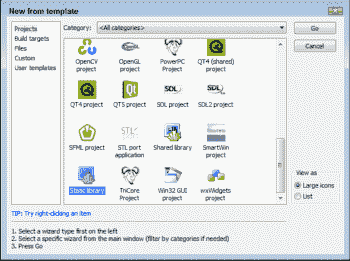 New from template
Projects
Build targets
Files
Custom
User templates
Category: <All categories>
Go
Cancel
OpenCV project
OpenGL project
PowerPC Project
QT4 (shared) project
QT4 project
QT5 project
SDL project
SDL2 project
SFML project
STL port application
Shared library
SmartWin project
Static library
TriCore Project
Win32 GUI project
wxWidgets project
View as
Large icons
List
TIP: Try right-clicking an item
1. Select a wizard type first on the left
2. Select a specific wizard from the main window (filter by categories if needed)
3. Press Go